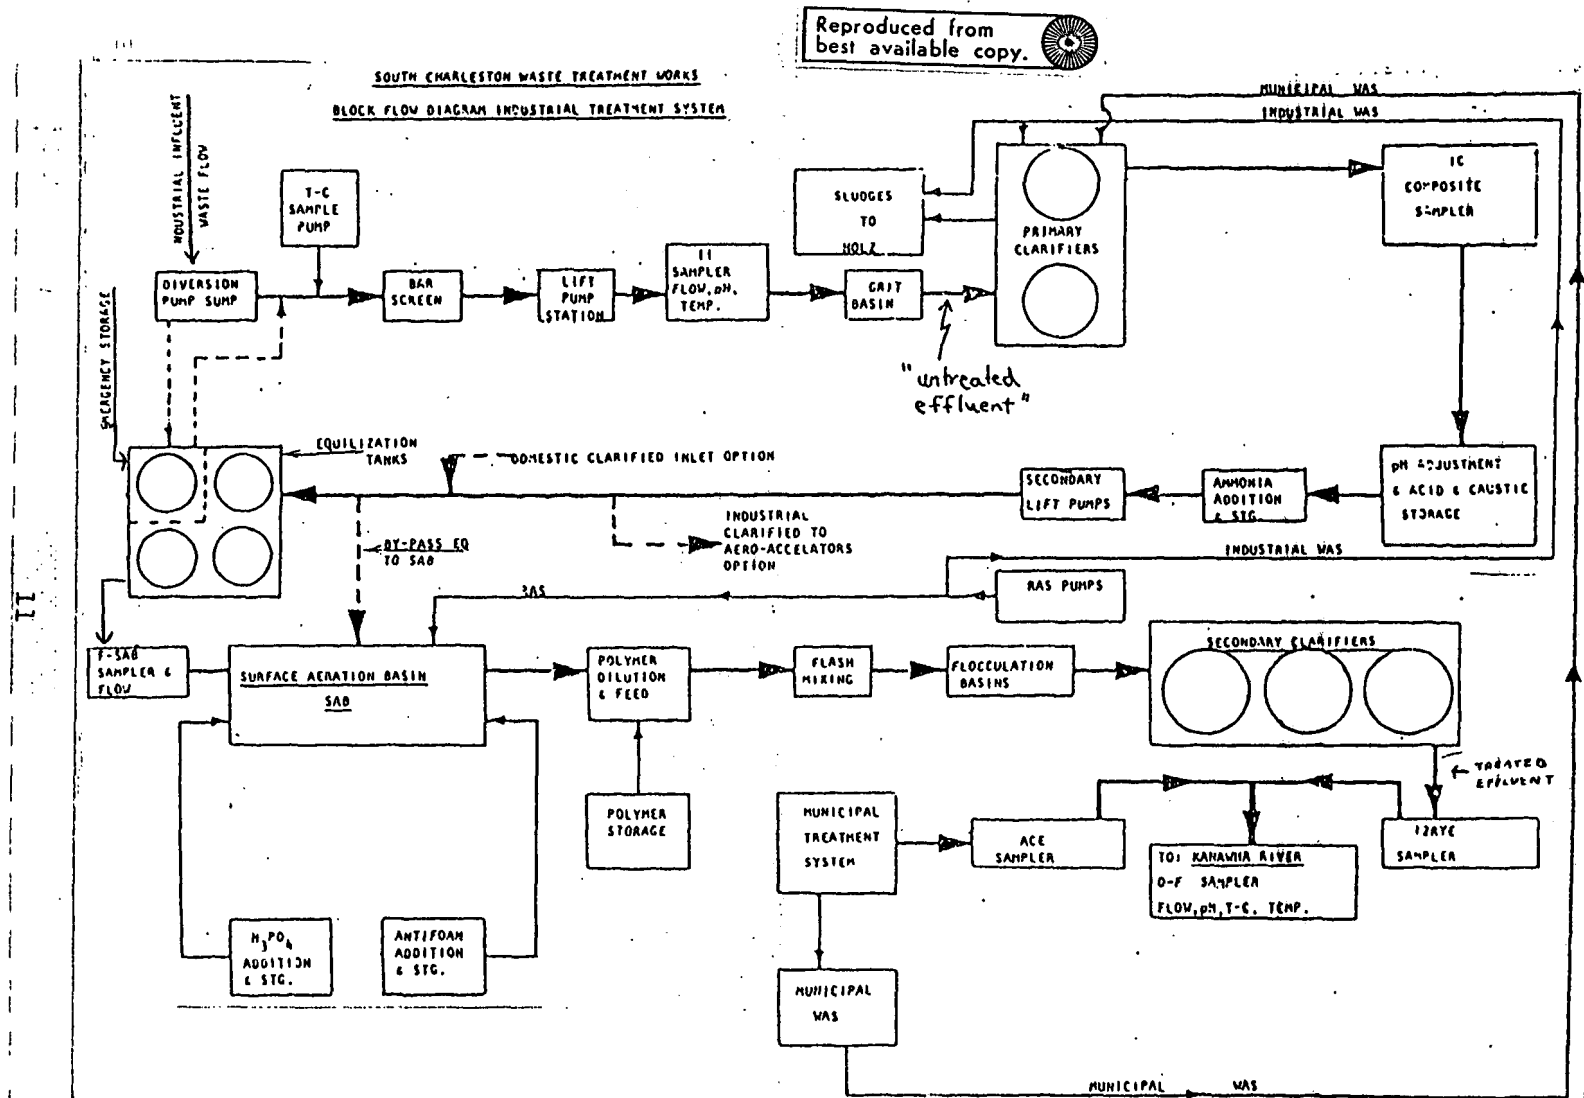 Reproduced from
best available copy.
SOUTH CHARLESTON WASTE TREATMENT WORKS
BLOCK FLOW DIAGRAM INDUSTRIAL TREATMENT SYSTEM
MUNICIPAL WAS
INDUSTRIAL WAS
INDUSTRIAL INFLUENT
WASTE FLOW
T-C
SAMPLE
PUMP
SLUDGES
TO
HOLZ
PRIMARY
CLARIFIERS
IC
COMPOSITE
SAMPLER
DIVERSION
PUMP SUMP
BAR
SCREEN
LIFT
PUMP
STATION
II
SAMPLER
FLOW, pH,
TEMP.
GRIT
BASIN
"untreated
effluent"
EMERGENCY STORAGE
EQUILIZATION
TANKS
DOMESTIC CLARIFIED INLET OPTION
SECONDARY
LIFT PUMPS
AMMONIA
ADDITION
& STG.
pH ADJUSTMENT
& ACID & CAUSTIC
STORAGE
BY-PASS EQ
TO SAB
INDUSTRIAL
CLARIFIED TO
AERO-ACCELATORS
OPTION
INDUSTRIAL WAS
RAS
RAS PUMPS
II
F-SAB
SAMPLER &
FLOW
SURFACE AERATION BASIN
SAB
POLYMER
DILUTION
& FEED
FLASH
MIXING
FLOCCULATION
BASINS
SECONDARY CLARIFIERS
TREATED
EFFLUENT
POLYMER
STORAGE
MUNICIPAL
TREATMENT
SYSTEM
ACE
SAMPLER
TO: KANAWHA RIVER
O-F SAMPLER
FLOW, pH, T-C, TEMP.
SAMPLER
H3PO4
ADDITION
& STG.
ANTIFOAM
ADDITION
& STG.
MUNICIPAL
WAS
MUNICIPAL WAS